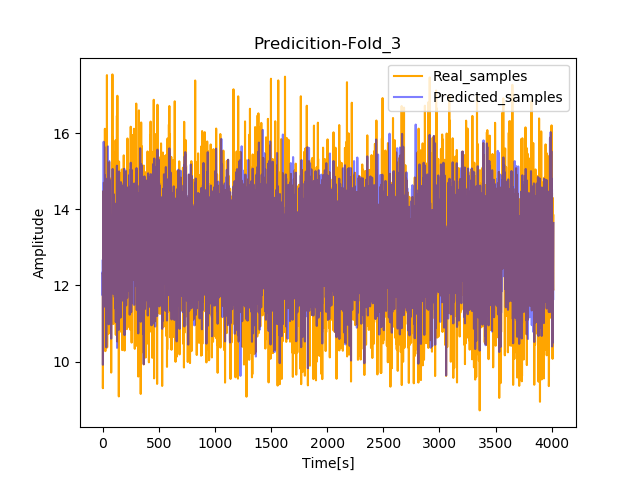 Predicition-Fold_3
Real_samples
Predicted_samples
Amplitude
16
14
12
10
0 500 1000 1500 2000 2500 3000 3500 4000
Time[s]